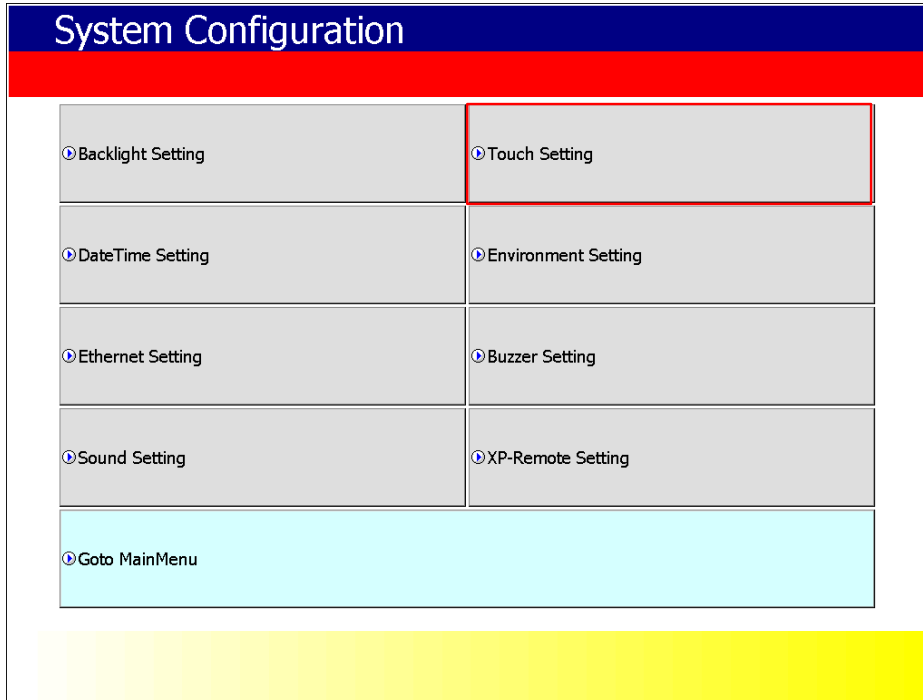 System Configuration
Backlight Setting
Touch Setting
DateTime Setting
Environment Setting
Ethernet Setting
Buzzer Setting
Sound Setting
XP-Remote Setting
Goto MainMenu